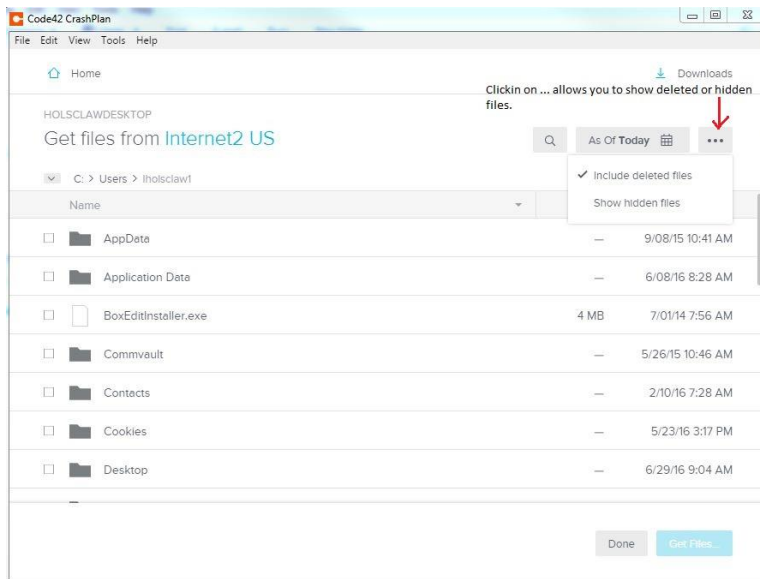 Code42 CrashPlan
File Edit View Tools Help
Home
Downloads
Clickin on ... allows you to show deleted or hidden
files.
HOLSCLAWDESKTOP
Get files from Internet2 US
As Of Today
...
C: > Users > lholsclaw1
✓ Include deleted files
Show hidden files
Name
AppData — 9/08/15 10:41 AM
Application Data — 6/08/16 8:28 AM
BoxEditInstaller.exe 4 MB 7/01/14 7:56 AM
Commvault — 5/26/15 10:46 AM
Contacts — 2/10/16 7:28 AM
Cookies — 5/23/16 3:17 PM
Desktop — 6/29/16 9:04 AM
Done Get Files...